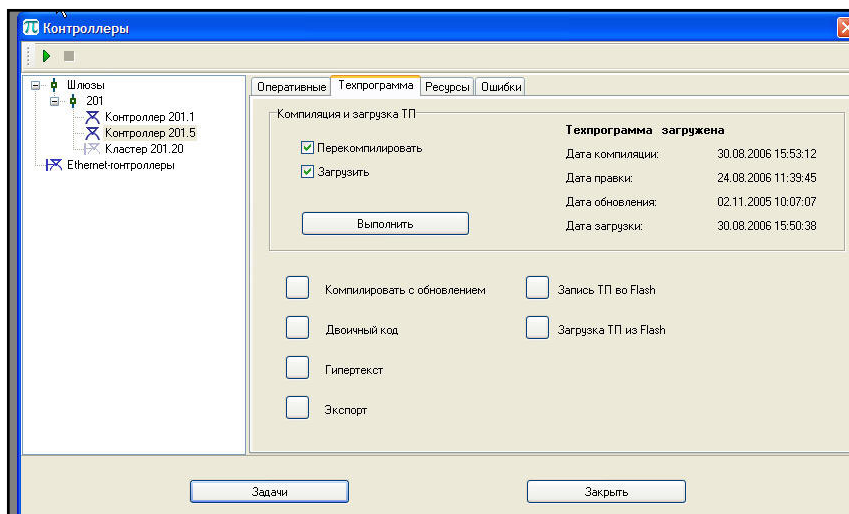 Контроллеры
Шлюзы
201
Контроллер 201.1
Контроллер 201.5
Кластер 201.20
Ethernet-контроллеры
Оперативные Техпрограмма Ресурсы Ошибки
Компиляция и загрузка ТП
Перекомпилировать
Загрузить
Выполнить
Техпрограмма загружена
Дата компиляции: 30.08.2006 15:53:12
Дата правки: 24.08.2006 11:39:45
Дата обновления: 02.11.2005 10:07:07
Дата загрузки: 30.08.2006 15:50:38
Компилировать с обновлением
Двоичный код
Гипертекст
Экспорт
Запись ТП во Flash
Загрузка ТП из Flash
Задачи
Закрыть